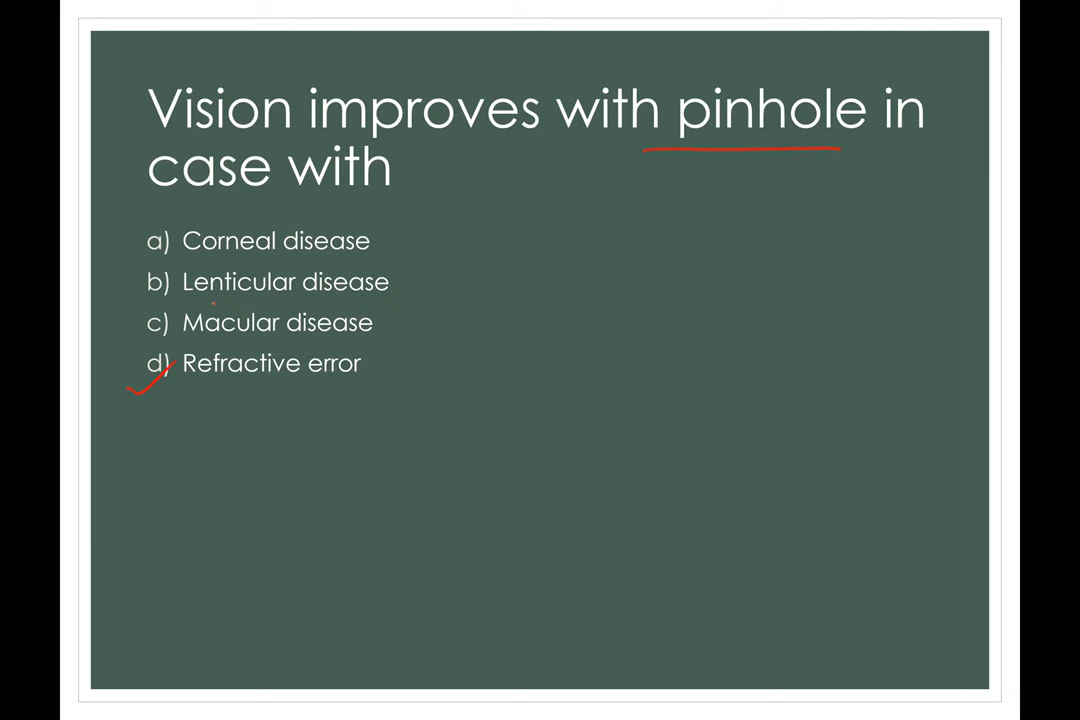 Vision improves with pinhole in
case with
a) Corneal disease
b) Lenticular disease
c) Macular disease
d) Refractive error